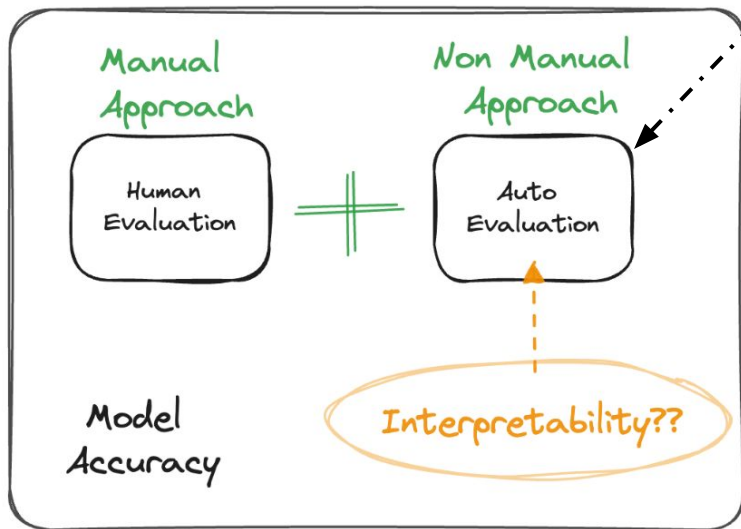 Manual
Approach
Non Manual
Approach
Human
Evaluation
Auto
Evaluation
Model
Accuracy
Interpretability??